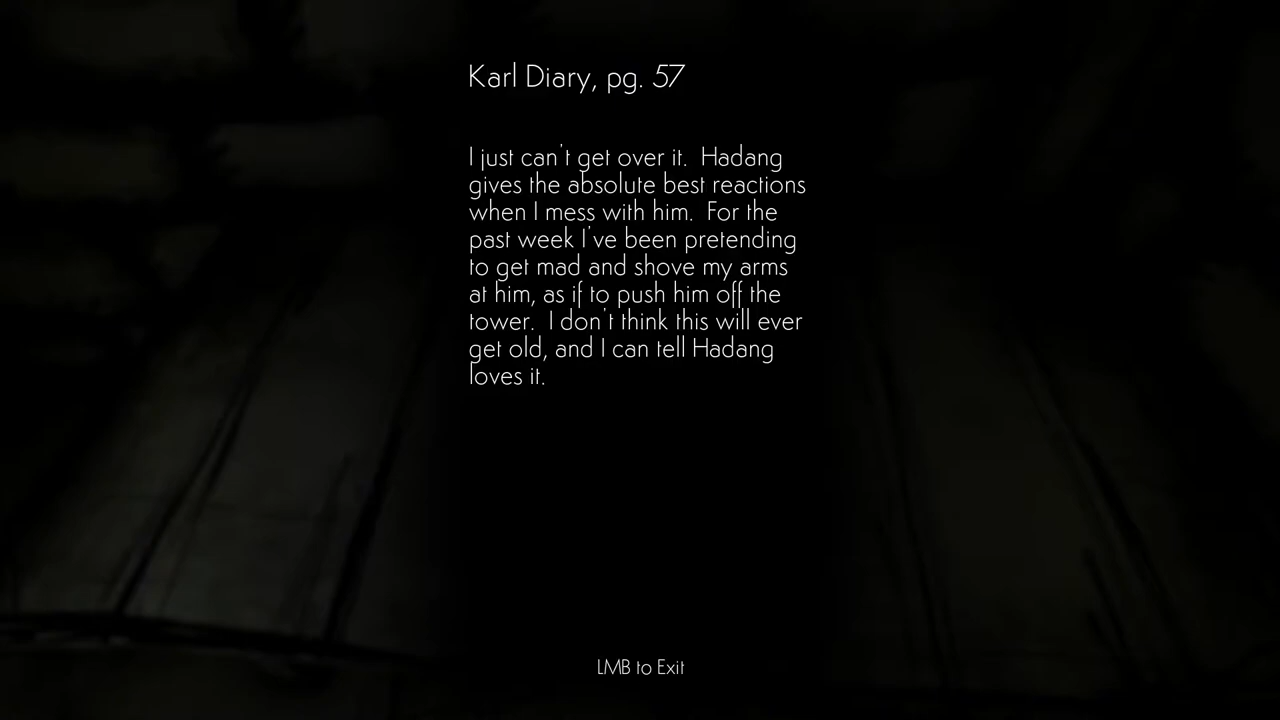 Karl Diary, pg. 57
I just can't get over it.  Hadang
gives the absolute best reactions
when I mess with him.  For the
past week I've been pretending
to get mad and shove my arms
at him, as if to push him off the
tower.  I don't think this will ever
get old, and I can tell Hadang
loves it.
LMB to Exit